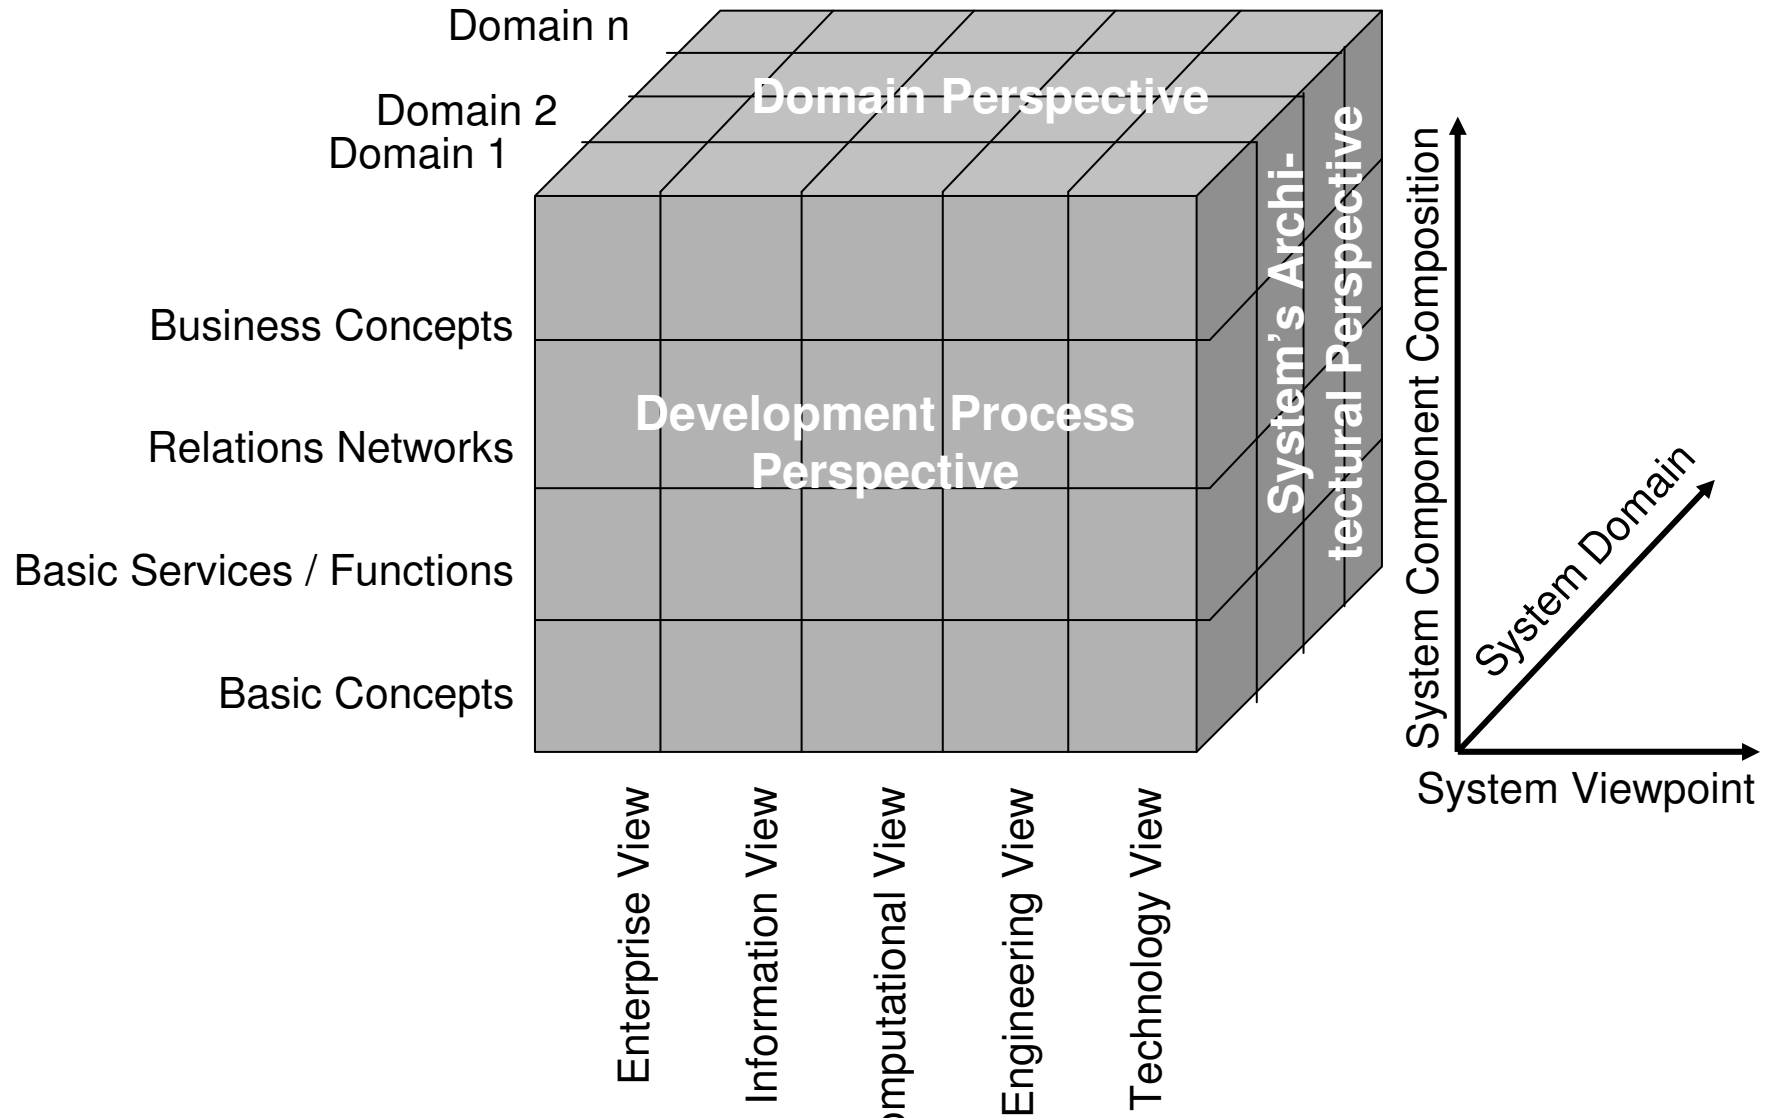 Domain n
Domain 2
Domain 1
Domain Perspective
System's Archi-
tectural Perspective
Business Concepts
Relations Networks
Basic Services / Functions
Basic Concepts
Development Process
Perspective
Enterprise View
Information View
omputational View
Engineering View
Technology View
System Component Composition
System Domain
System Viewpoint